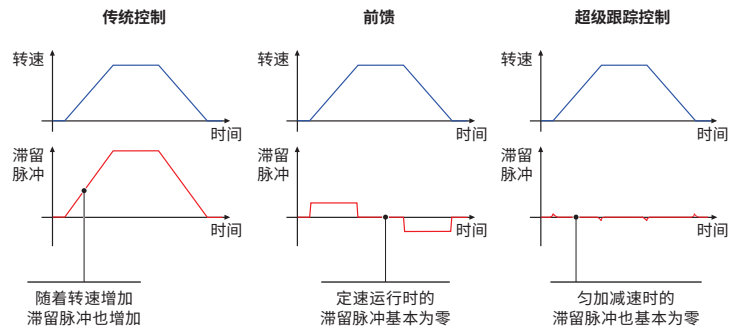 传统控制
前馈
超级跟踪控制
转速
时间
转速
时间
转速
时间
滞留
脉冲
时间
滞留
脉冲
时间
滞留
脉冲
时间
随着转速增加
滞留脉冲也增加
定速运行时的
滞留脉冲基本为零
匀加减速时的
滞留脉冲也基本为零